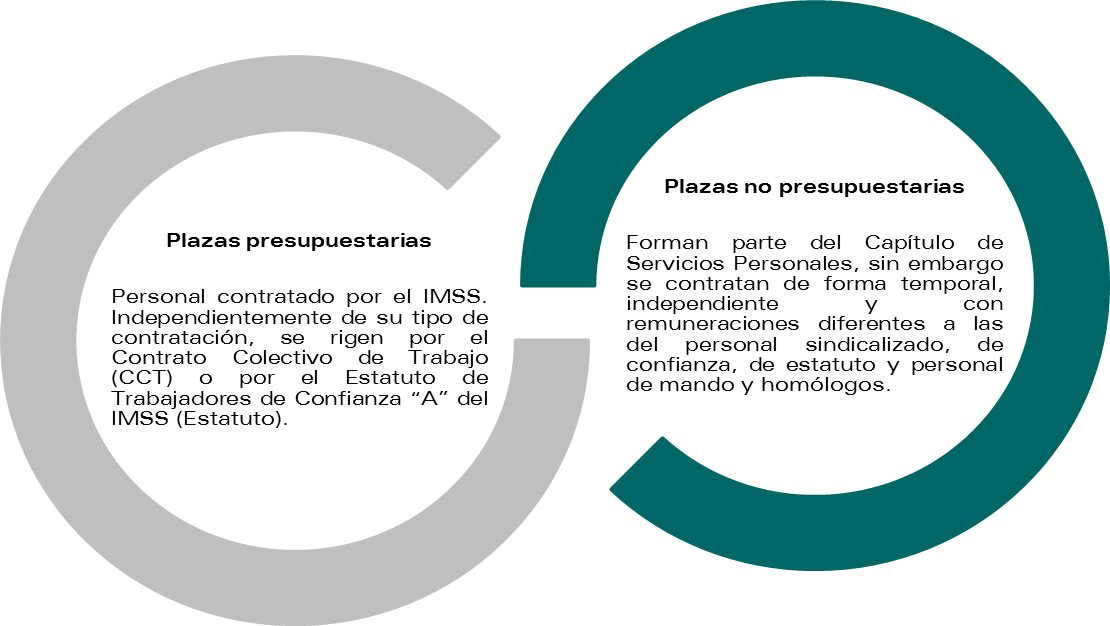 Plazas presupuestarias
Personal contratado por el IMSS.
Independientemente de su tipo de
contratación, se rigen por el
Contrato Colectivo de Trabajo
(CCT) o por el Estatuto de
Trabajadores de Confianza “A” del
IMSS (Estatuto).
Plazas no presupuestarias
Forman parte del Capítulo de
Servicios Personales, sin embargo
se contratan de forma temporal,
independiente y con
remuneraciones diferentes a las
del personal sindicalizado, de
confianza, de estatuto y personal
de mando y homólogos.